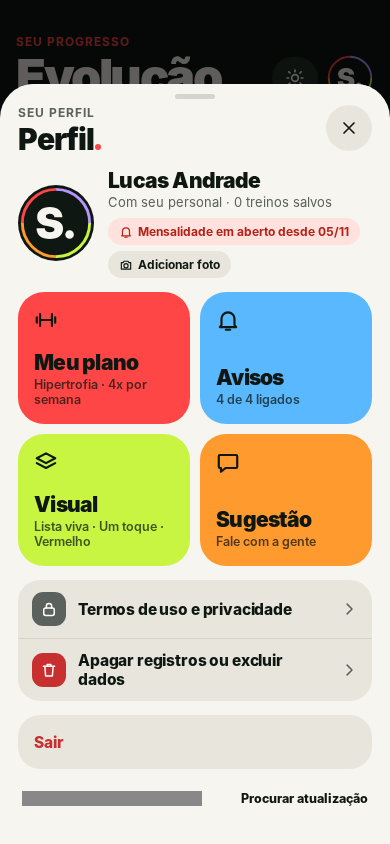 SEU PROGRESSO
Evolução
S.
SEU PERFIL
Perfil.
Lucas Andrade
Com seu personal · 0 treinos salvos
Mensalidade em aberto desde 05/11
S.
Adicionar foto
Meu plano
Hipertrofia · 4x por
semana
Avisos
4 de 4 ligados
Visual
Lista viva · Um toque ·
Vermelho
Sugestão
Fale com a gente
Termos de uso e privacidade
Apagar registros ou excluir
dados
Sair
Procurar atualização